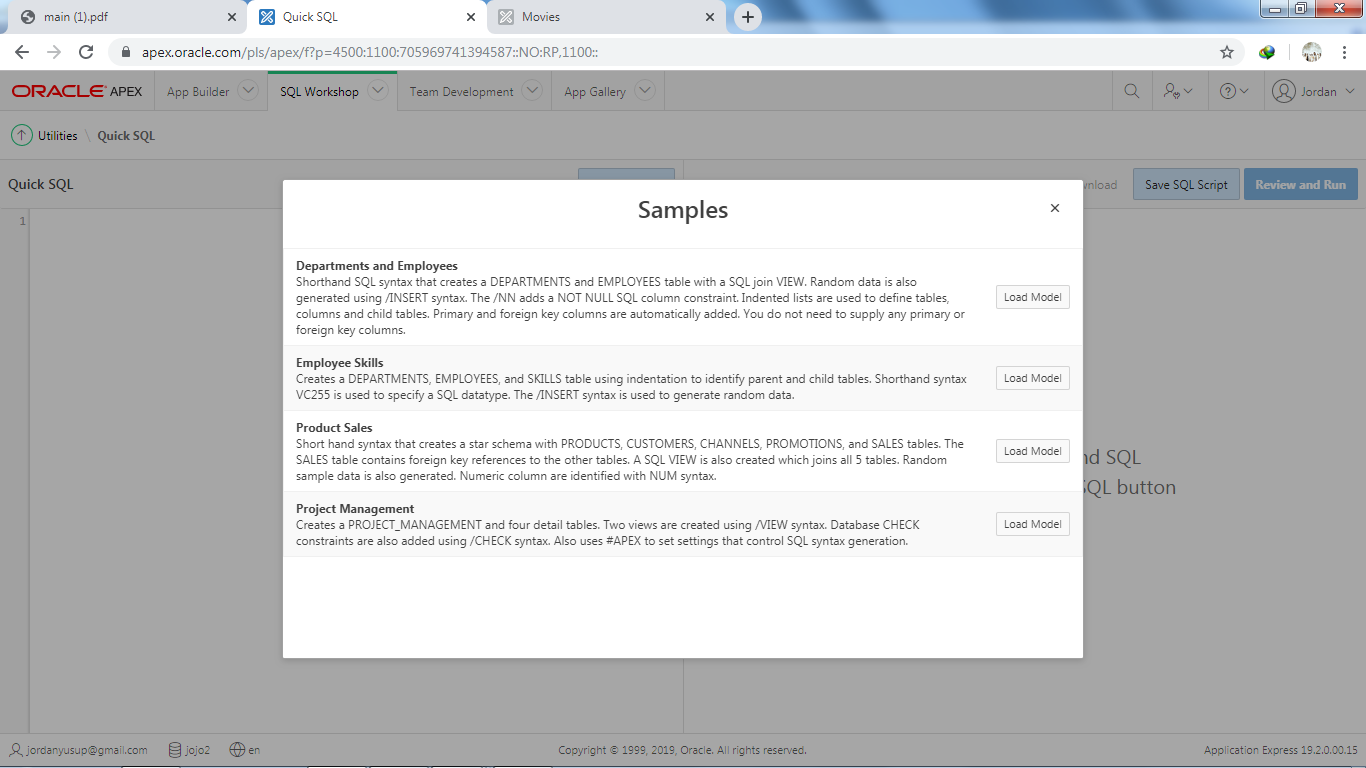 main (1).pdf
Quick SQL
Movies
apex.oracle.com/pls/apex/f?p=4500:1100:705969741394587::NO:RP,1100::
ORACLE APEX
App Builder
SQL Workshop
Team Development
App Gallery
Jordan
Utilities \ Quick SQL
Quick SQL
Save SQL Script
Review and Run
1
Samples
Departments and Employees
Shorthand SQL syntax that creates a DEPARTMENTS and EMPLOYEES table with a SQL join VIEW. Random data is also
generated using /INSERT syntax. The /NN adds a NOT NULL SQL column constraint. Indented lists are used to define tables,
columns and child tables. Primary and foreign key columns are automatically added. You do not need to supply any primary or
foreign key columns.
Load Model
Employee Skills
Creates a DEPARTMENTS, EMPLOYEES, and SKILLS table using indentation to identify parent and child tables. Shorthand syntax
VC255 is used to specify a SQL datatype. The /INSERT syntax is used to generate random data.
Load Model
Product Sales
Short hand syntax that creates a star schema with PRODUCTS, CUSTOMERS, CHANNELS, PROMOTIONS, and SALES tables. The
SALES table contains foreign key references to the other tables. A SQL VIEW is also created which joins all 5 tables. Random
sample data is also generated. Numeric column are identified with NUM syntax.
Load Model
Project Management
Creates a PROJECT_MANAGEMENT and four detail tables. Two views are created using /VIEW syntax. Database CHECK
constraints are also added using /CHECK syntax. Also uses #APEX to set settings that control SQL syntax generation.
Load Model
SQL
SQL button
jordanyusup@gmail.com
jojo2
en
Copyright © 1999, 2019, Oracle. All rights reserved.
Application Express 19.2.0.00.15